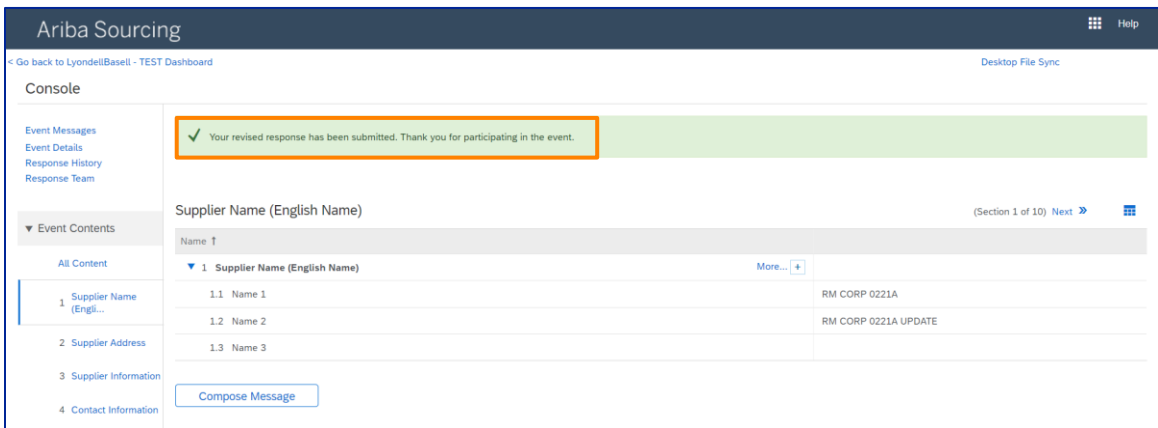 Ariba Sourcing
Help
< Go back to LyondellBasell - TEST Dashboard
Desktop File Sync
Console
Event Messages
Event Details
Response History
Response Team
✓ Your revised response has been submitted. Thank you for participating in the event.
Supplier Name (English Name)
(Section 1 of 10) Next »
▼ Event Contents
Name ↑
All Content
▼ 1 Supplier Name (English Name)
More... +
1 Supplier Name
(Engli...
1.1 Name 1
RM CORP 0221A
1.2 Name 2
RM CORP 0221A UPDATE
2 Supplier Address
1.3 Name 3
3 Supplier Information
Compose Message
4 Contact Information